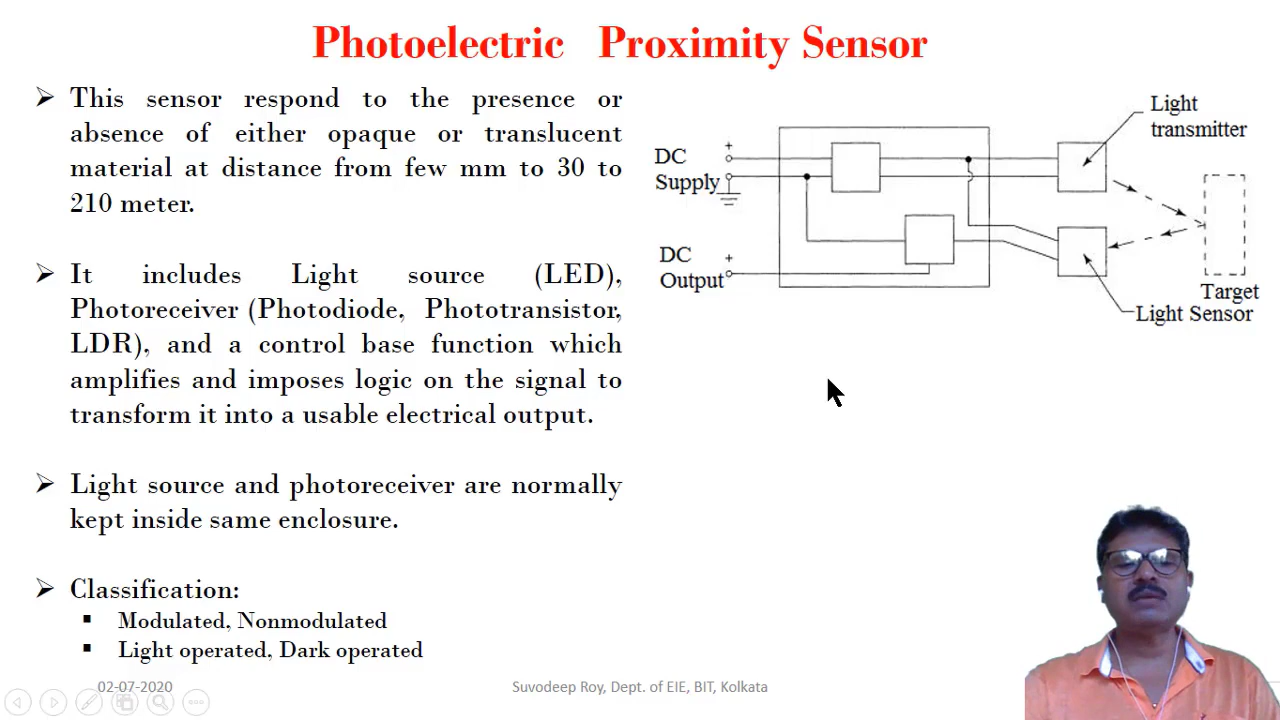 Photoelectric Proximity Sensor
➢ This sensor respond to the presence or
absence of either opaque or translucent
material at distance from few mm to 30 to
210 meter.
➢ It includes Light source (LED),
Photoreceiver (Photodiode, Phototransistor,
LDR), and a control base function which
amplifies and imposes logic on the signal to
transform it into a usable electrical output.
➢ Light source and photoreceiver are normally
kept inside same enclosure.
➢ Classification:
▪ Modulated, Nonmodulated
▪ Light operated, Dark operated
Light
transmitter
DC
Supply
+
DC
Output
+
Target
Light Sensor
02-07-2020
Suvodeep Roy, Dept. of EIE, BIT, Kolkata